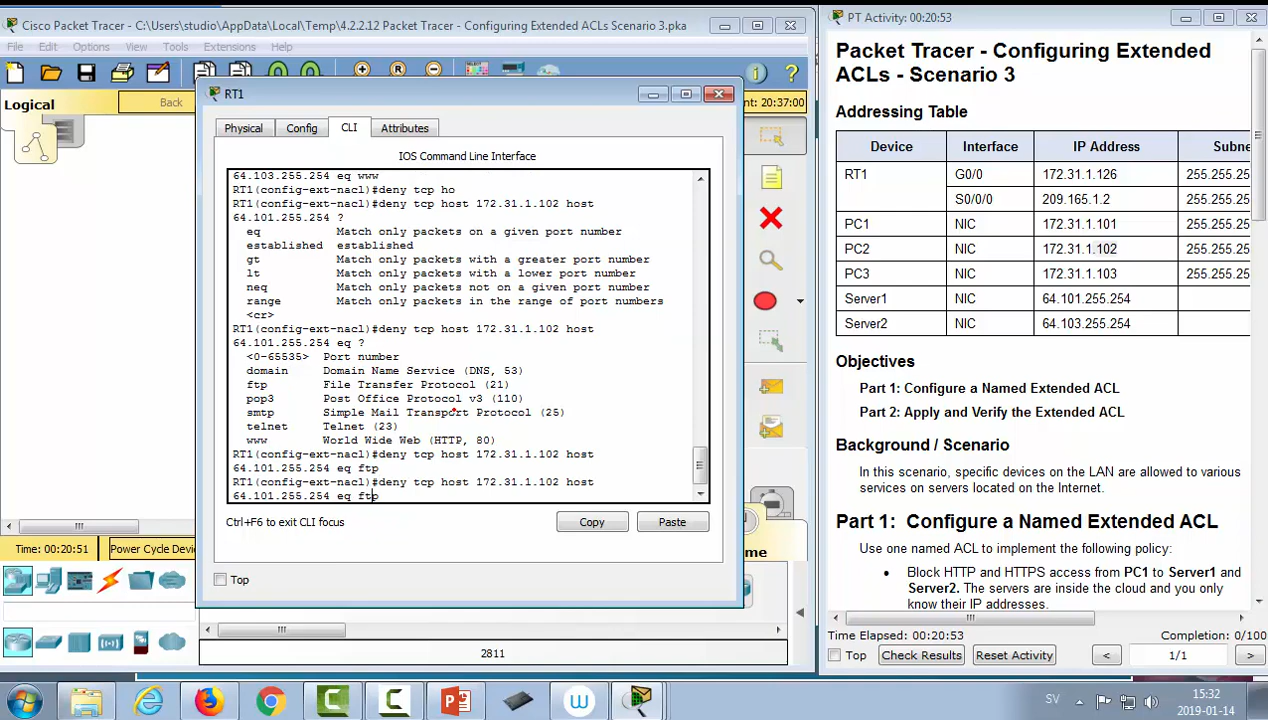 Cisco Packet Tracer - C:\Users\studio\AppData\Local\Temp\4.2.2.12 Packet Tracer - Configuring Extended ACLs Scenario 3.pka
File Edit Options View Tools Extensions Help
Logical
Back
nt: 20:37:00
RT1
Physical Config CLI Attributes
IOS Command Line Interface
64.103.255.254 eq www
RT1(config-ext-nacl)#deny tcp ho
RT1(config-ext-nacl)#deny tcp host 172.31.1.102 host
64.101.255.254 ?
eq Match only packets on a given port number
established established
gt Match only packets with a greater port number
lt Match only packets with a lower port number
neq Match only packets not on a given port number
range Match only packets in the range of port numbers
<cr>
RT1(config-ext-nacl)#deny tcp host 172.31.1.102 host
64.101.255.254 eq ?
<0-65535> Port number
domain Domain Name Service (DNS, 53)
ftp File Transfer Protocol (21)
pop3 Post Office Protocol v3 (110)
smtp Simple Mail Transport Protocol (25)
telnet Telnet (23)
www World Wide Web (HTTP, 80)
RT1(config-ext-nacl)#deny tcp host 172.31.1.102 host
64.101.255.254 eq ftp
RT1(config-ext-nacl)#deny tcp host 172.31.1.102 host
64.101.255.254 eq ftp
Ctrl+F6 to exit CLI focus
Copy Paste
Top
Time: 00:20:51 Power Cycle Devi
me
2811
PT Activity: 00:20:53
Packet Tracer - Configuring Extended
ACLs - Scenario 3
Addressing Table
Device Interface IP Address Subne
RT1 G0/0 172.31.1.126 255.255.25
S0/0/0 209.165.1.2 255.255.25
PC1 NIC 172.31.1.101 255.255.25
PC2 NIC 172.31.1.102 255.255.25
PC3 NIC 172.31.1.103 255.255.25
Server1 NIC 64.101.255.254
Server2 NIC 64.103.255.254
Objectives
Part 1: Configure a Named Extended ACL
Part 2: Apply and Verify the Extended ACL
Background / Scenario
In this scenario, specific devices on the LAN are allowed to various
services on servers located on the Internet.
Part 1: Configure a Named Extended ACL
Use one named ACL to implement the following policy:
• Block HTTP and HTTPS access from PC1 to Server1 and
Server2. The servers are inside the cloud and you only
know their IP addresses.
Time Elapsed: 00:20:53 Completion: 0/100
Top Check Results Reset Activity < 1/1 >
SV
15:32
2019-01-14